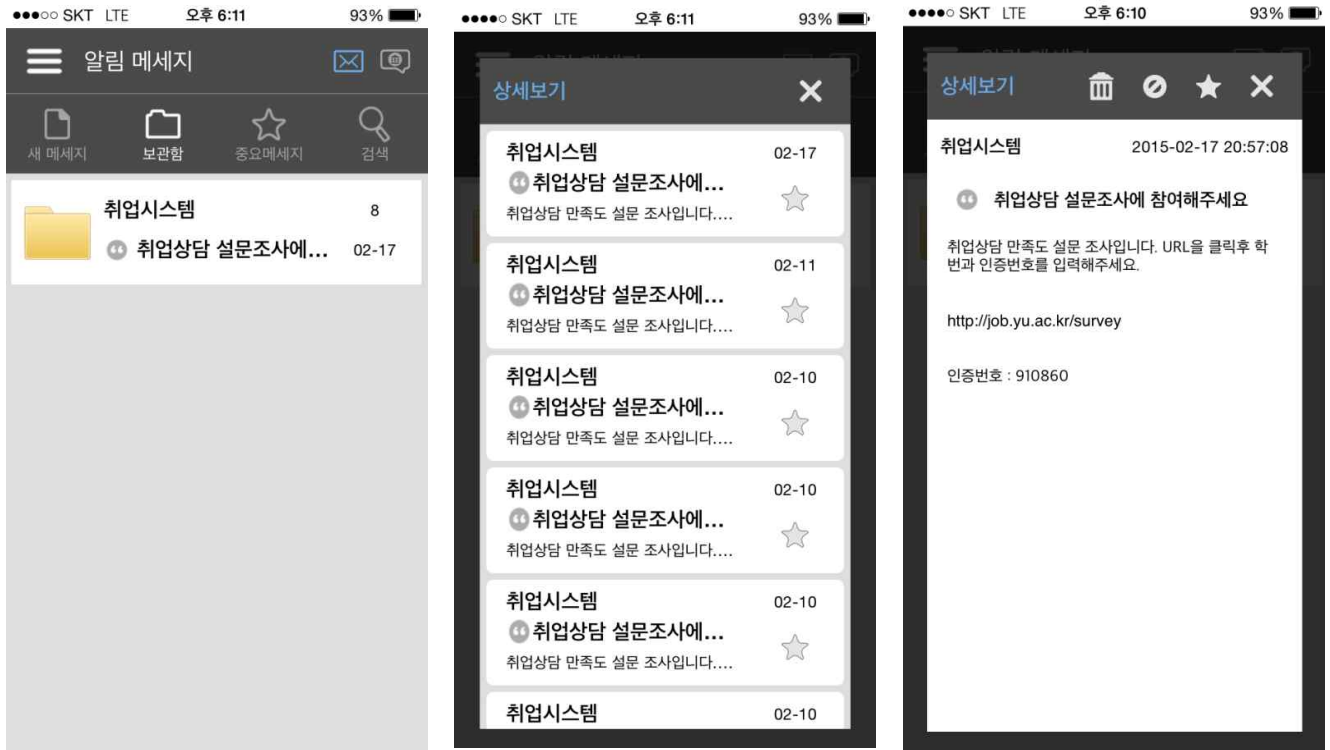 SKT LTE 오후 6:11 93%
알림 메세지
새 메세지 보관함 중요메세지 검색
취업시스템 8
취업상담 설문조사에... 02-17
SKT LTE 오후 6:11 93%
상세보기
취업시스템 02-17
취업상담 설문조사에...
취업상담 만족도 설문 조사입니다....
취업시스템 02-11
취업상담 설문조사에...
취업상담 만족도 설문 조사입니다....
취업시스템 02-10
취업상담 설문조사에...
취업상담 만족도 설문 조사입니다....
취업시스템 02-10
취업상담 설문조사에...
취업상담 만족도 설문 조사입니다....
취업시스템 02-10
취업상담 설문조사에...
취업상담 만족도 설문 조사입니다....
취업시스템 02-10
SKT LTE 오후 6:10 93%
상세보기
취업시스템 2015-02-17 20:57:08
취업상담 설문조사에 참여해주세요
취업상담 만족도 설문 조사입니다. URL을 클릭후 학
번과 인증번호를 입력해주세요.
http://job.yu.ac.kr/survey
인증번호 : 910860